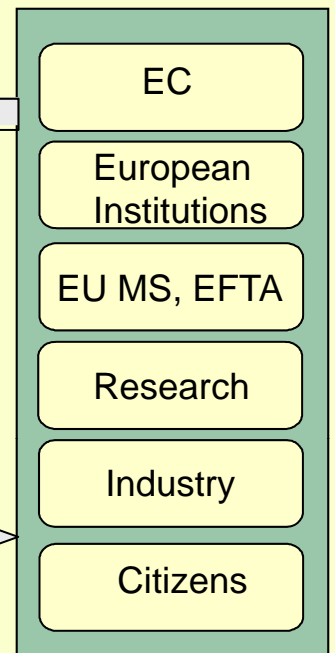 EC
European
Institutions
EU MS, EFTA
Research
Industry
Citizens